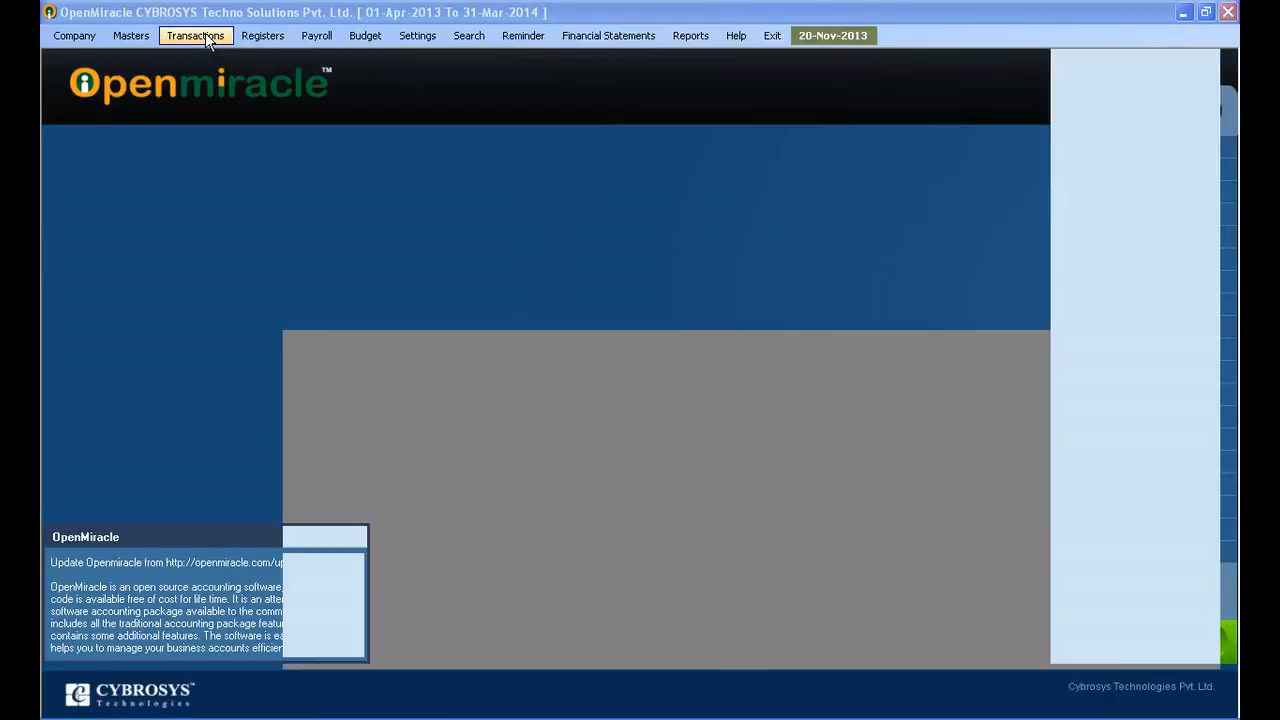 OpenMiracle CYBROSYS Techno Solutions Pvt. Ltd. [ 01-Apr-2013 To 31-Mar-2014 ]
Company Masters Transactions Registers Payroll Budget Settings Search Reminder Financial Statements Reports Help Exit 20-Nov-2013
Openmiracle™
OpenMiracle
Update Openmiracle from http://openmiracle.com/up
OpenMiracle is an open source accounting software,
code is available free of cost for life time. It is an atte
software accounting package available to the comm
includes all the traditional accounting package featu
contains some additional features. The software is ea
helps you to manage your business accounts efficien
CYBROSYS™
Technologies
Cybrosys Technologies Pvt. Ltd.